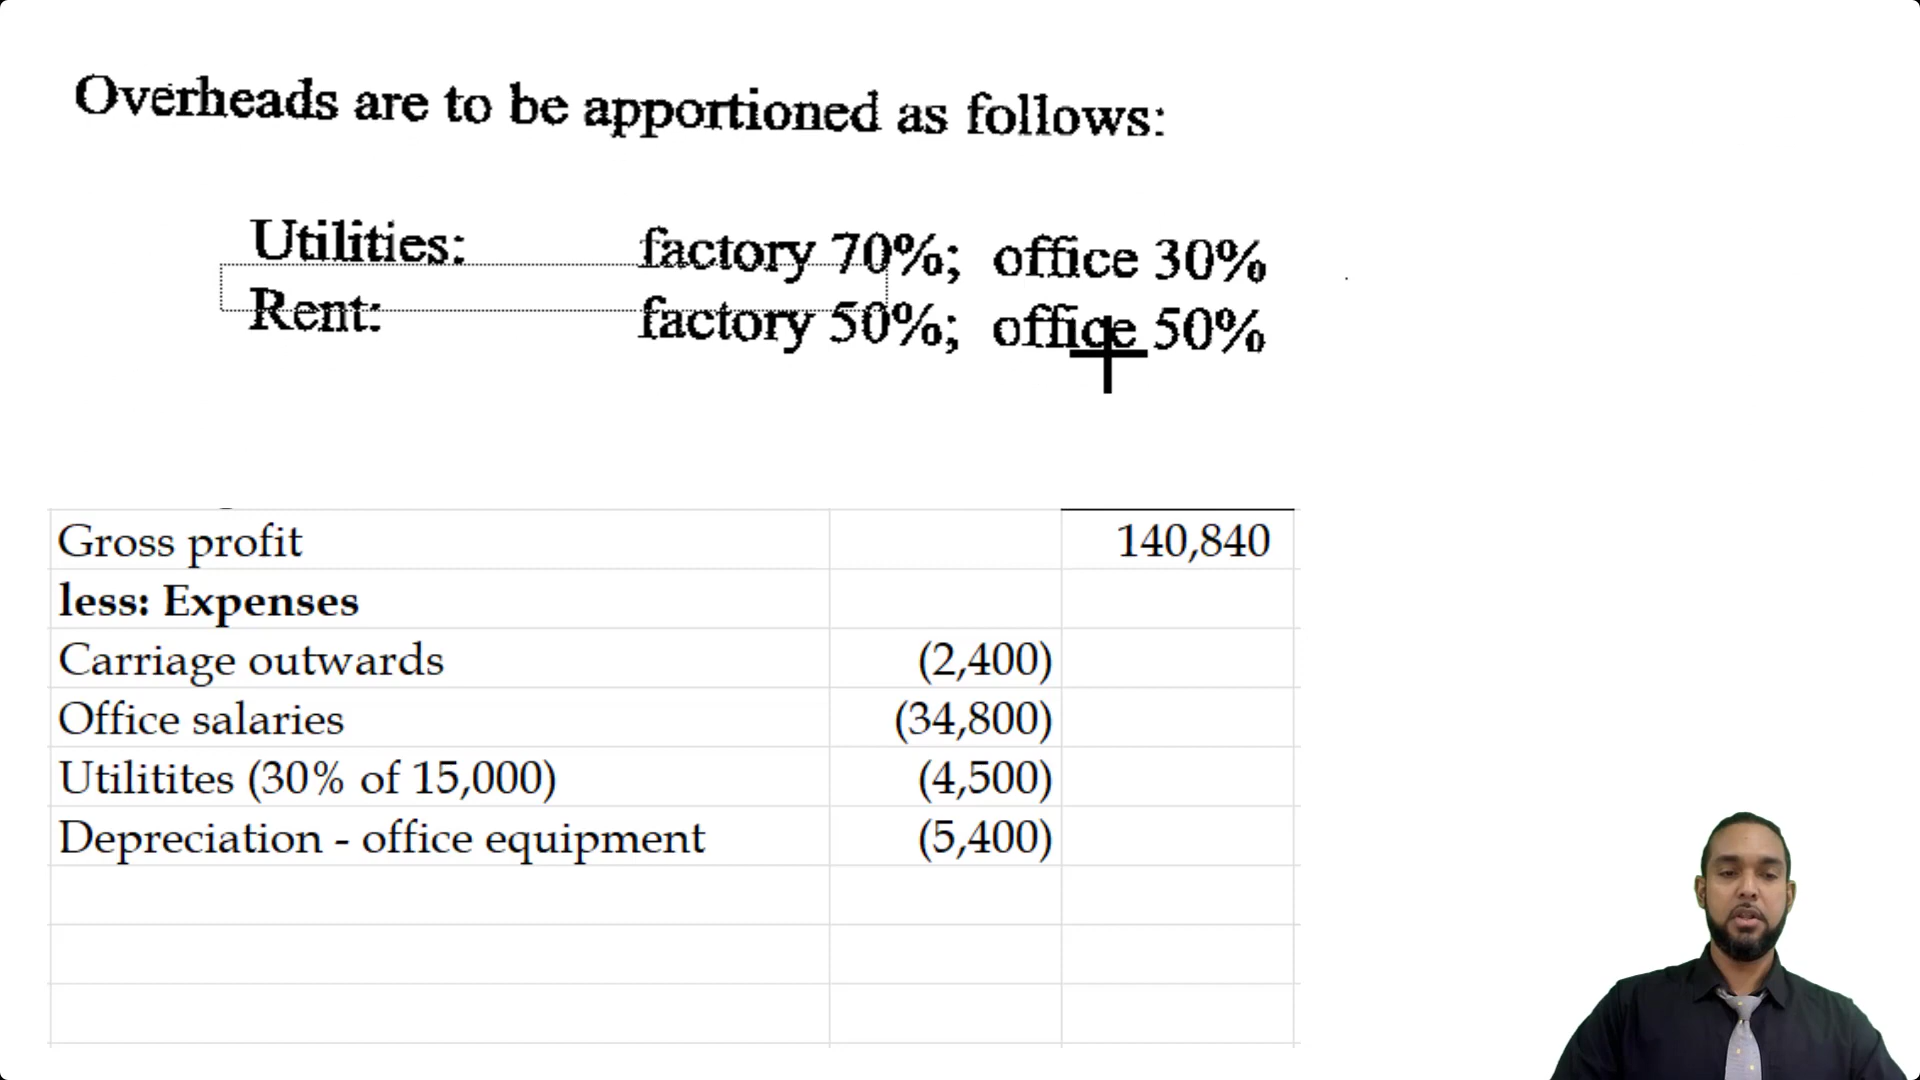 Overheads are to be apportioned as follows:
Utilities: factory 70%; office 30%
Rent: factory 50%; office 50%
Gross profit 140,840
less: Expenses
Carriage outwards (2,400)
Office salaries (34,800)
Utilitites (30% of 15,000) (4,500)
Depreciation - office equipment (5,400)